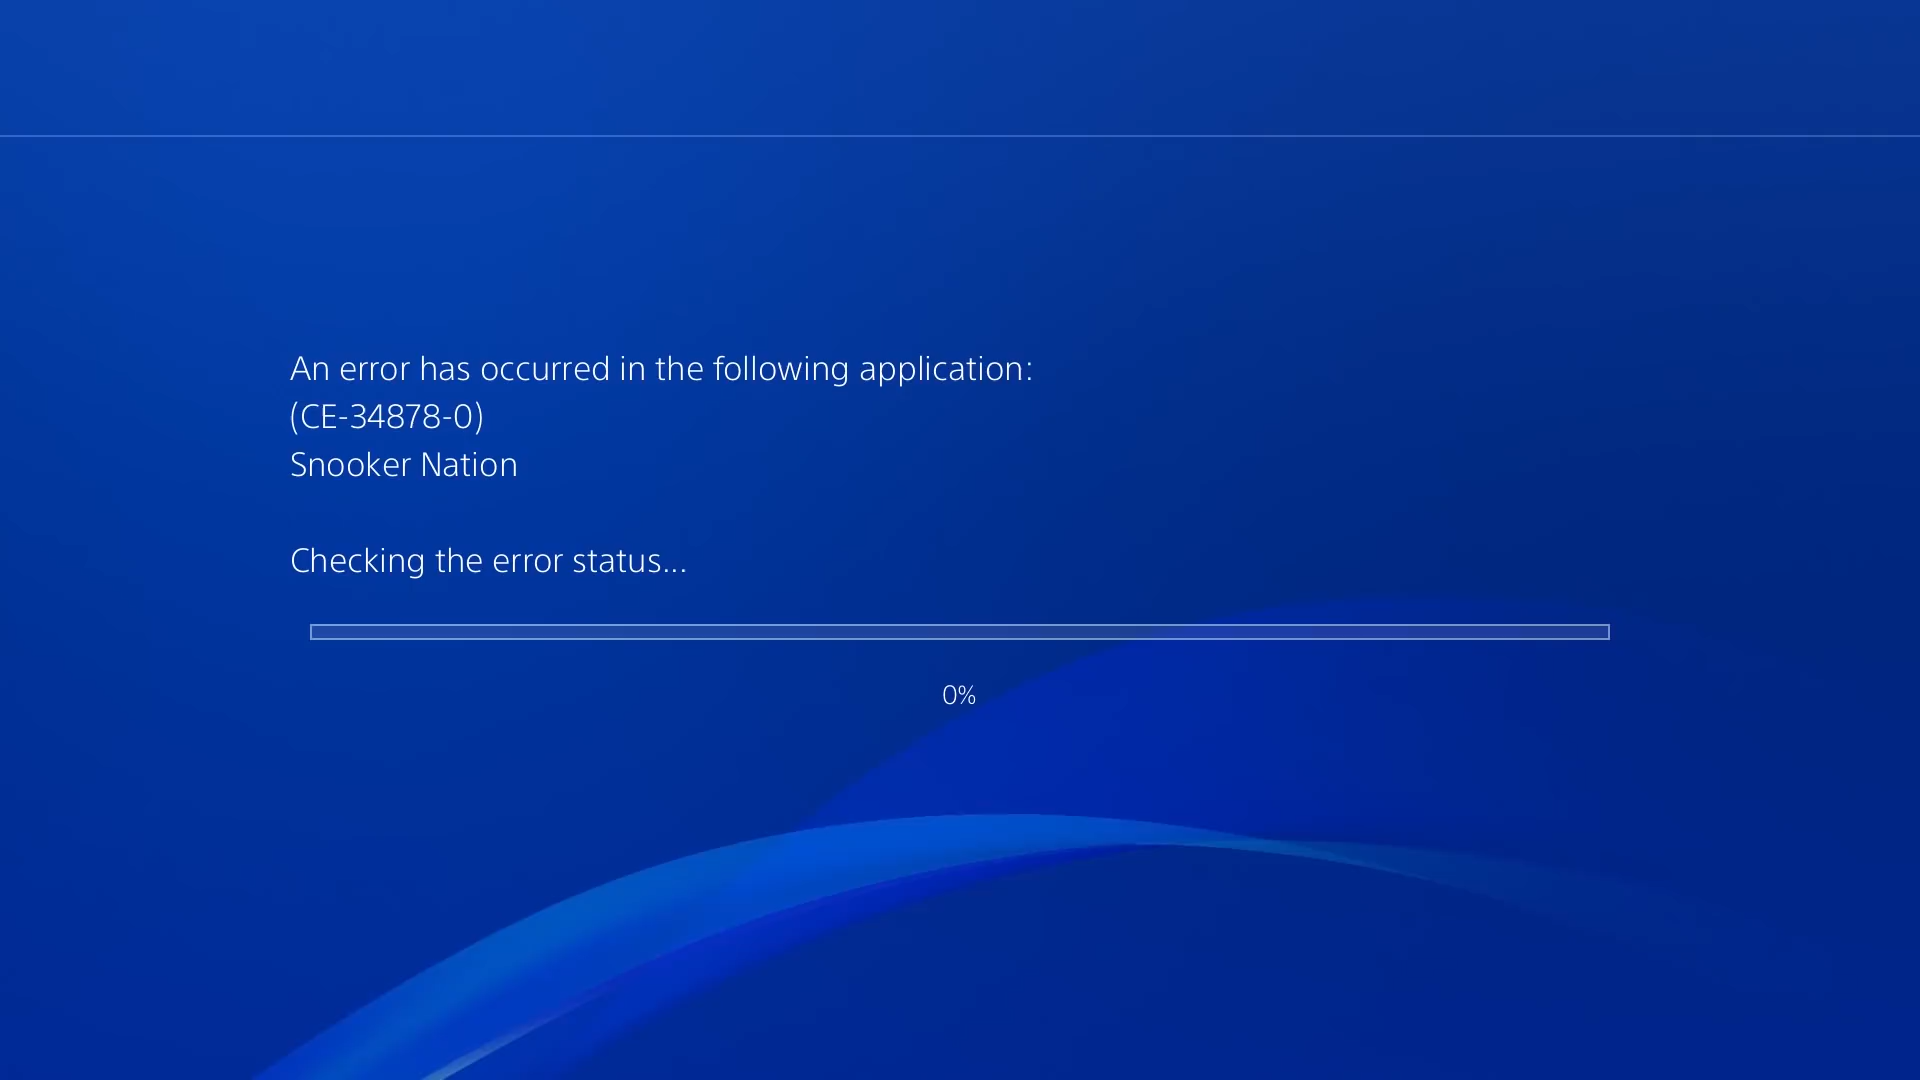 An error has occurred in the following application:
(CE-34878-0)
Snooker Nation
Checking the error status...
0%